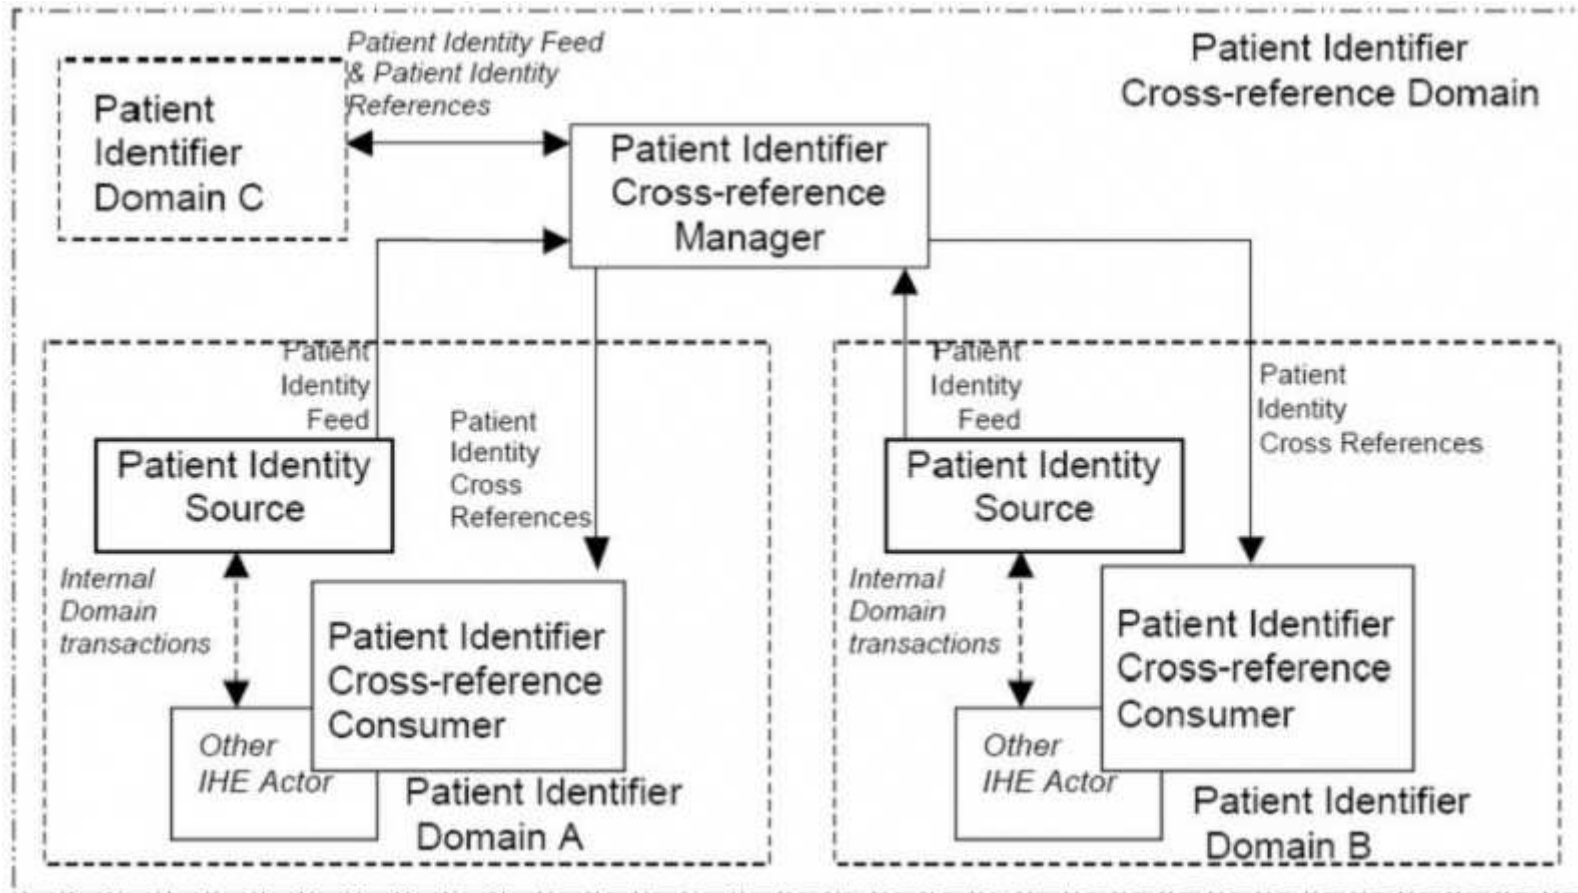 Patient Identity Feed
& Patient Identity
References
Patient Identifier
Cross-reference Domain
Patient
Identifier
Domain C
Patient Identifier
Cross-reference
Manager
Patient
Identity
Feed
Patient
Identity
Cross
References
Patient Identity
Source
Internal
Domain
transactions
Patient Identifier
Cross-reference
Consumer
Other
IHE Actor
Patient Identifier
Domain A
Patient
Identity
Feed
Patient
Identity
Cross References
Patient Identity
Source
Internal
Domain
transactions
Patient Identifier
Cross-reference
Consumer
Other
IHE Actor
Patient Identifier
Domain B